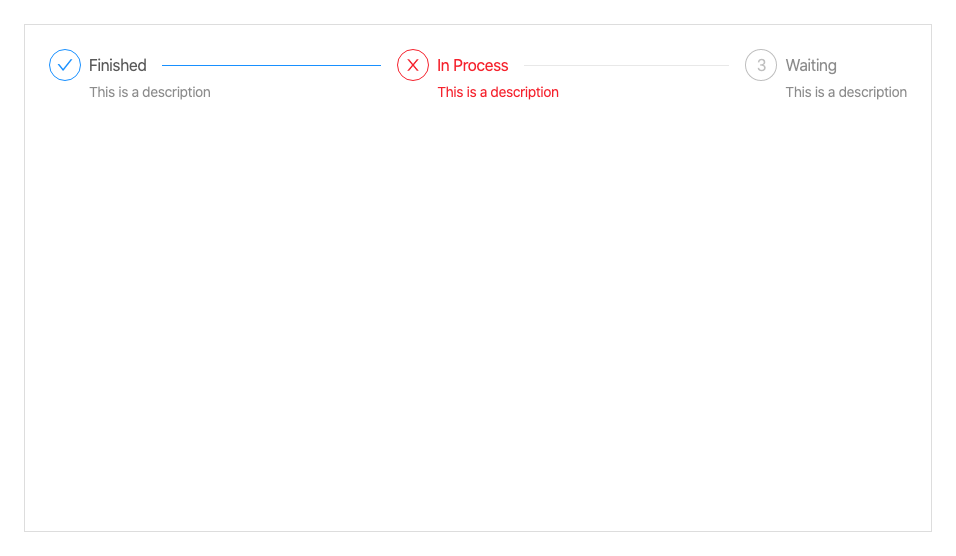 Finished
In Process
3
Waiting
This is a description
This is a description
This is a description